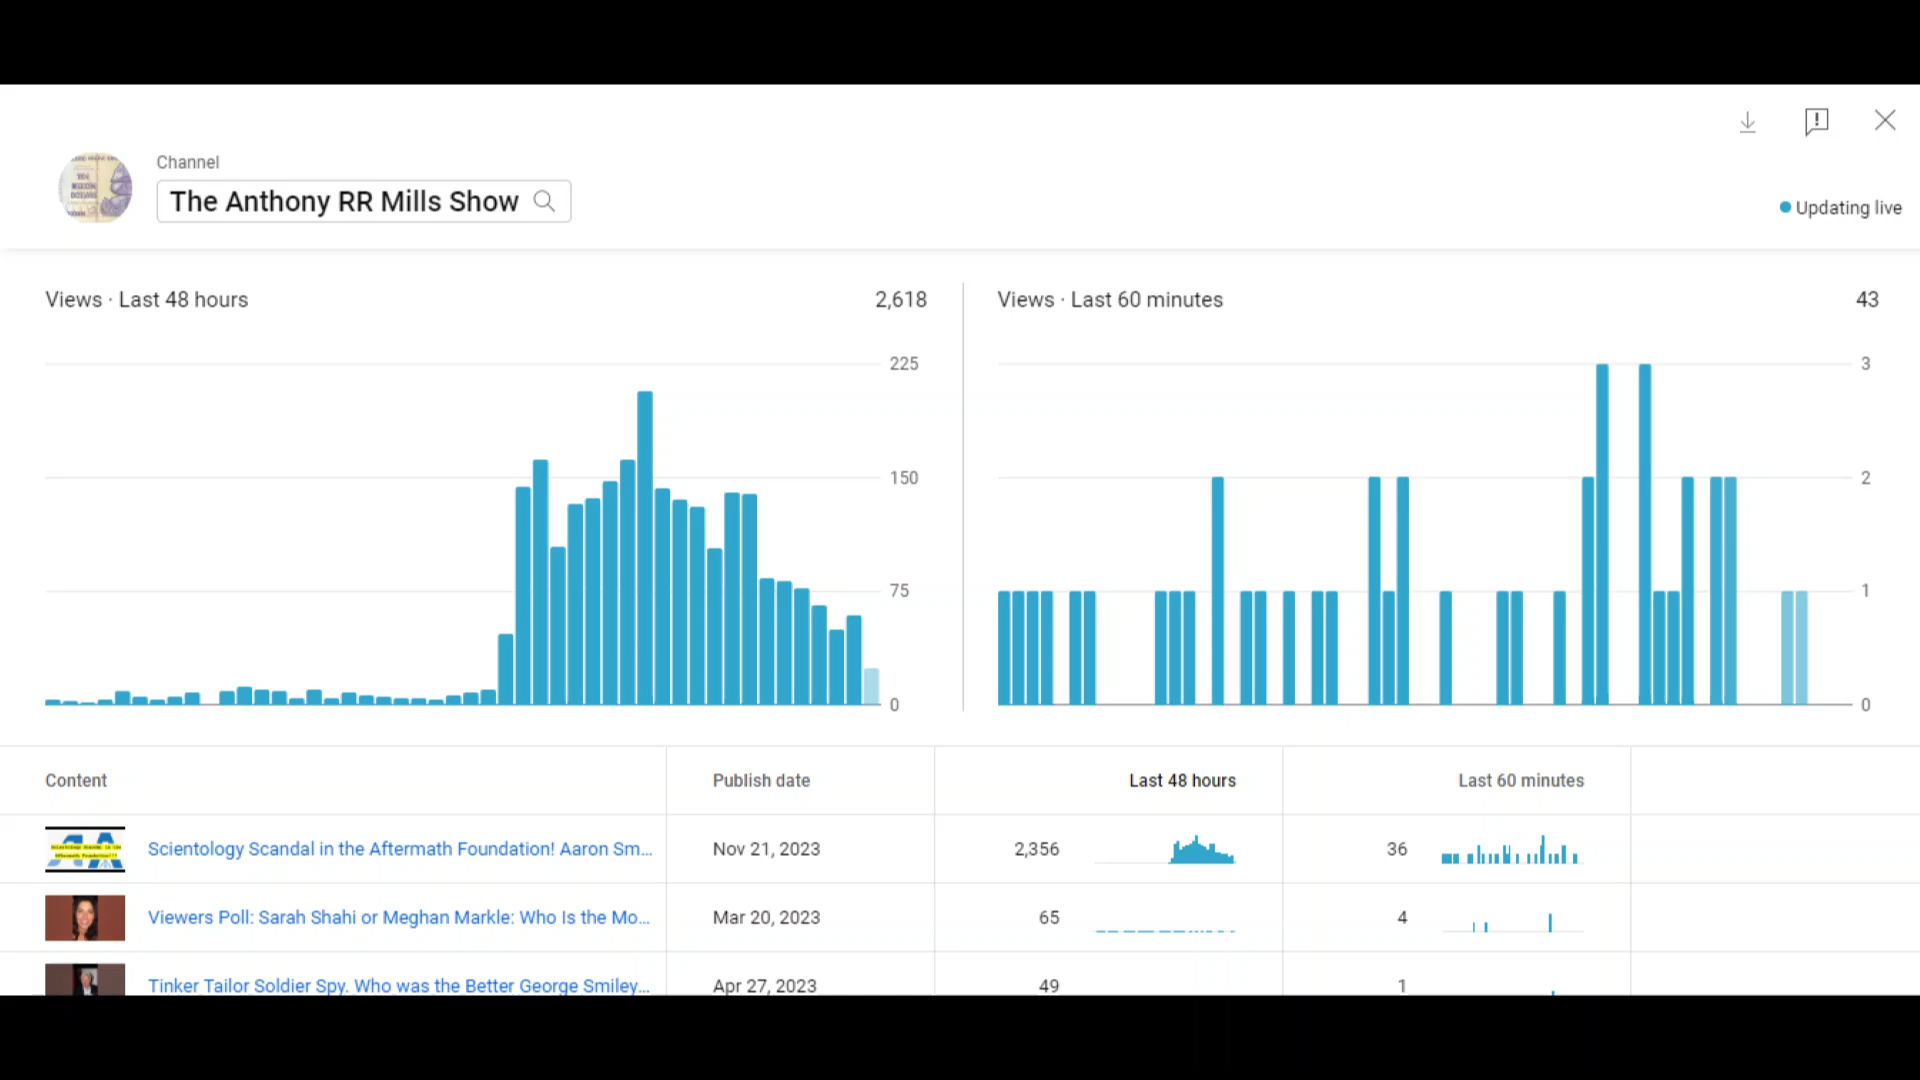 Channel
The Anthony RR Mills Show
Updating live
Views · Last 48 hours
2,618
Views · Last 60 minutes
43
225
150
75
0
3
2
1
0
Content
Publish date
Last 48 hours
Last 60 minutes
Scientology Scandal in the Aftermath Foundation! Aaron Sm...
Nov 21, 2023
2,356
36
Viewers Poll: Sarah Shahi or Meghan Markle: Who Is the Mo...
Mar 20, 2023
65
4
Tinker Tailor Soldier Spy. Who was the Better George Smiley...
Apr 27, 2023
49
1